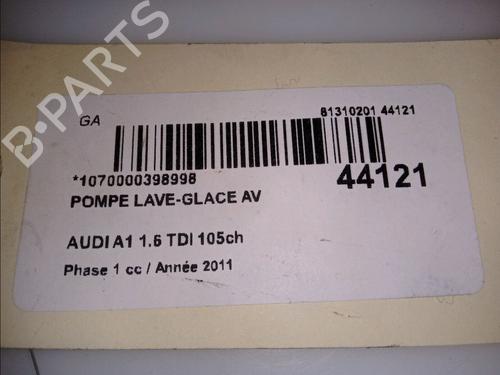 B-PARTS
GA
81310201 44121
*1070000398998
44121
POMPE LAVE-GLACE AV
AUDI A1 1.6 TDI 105ch
Phase 1 cc / Année 2011